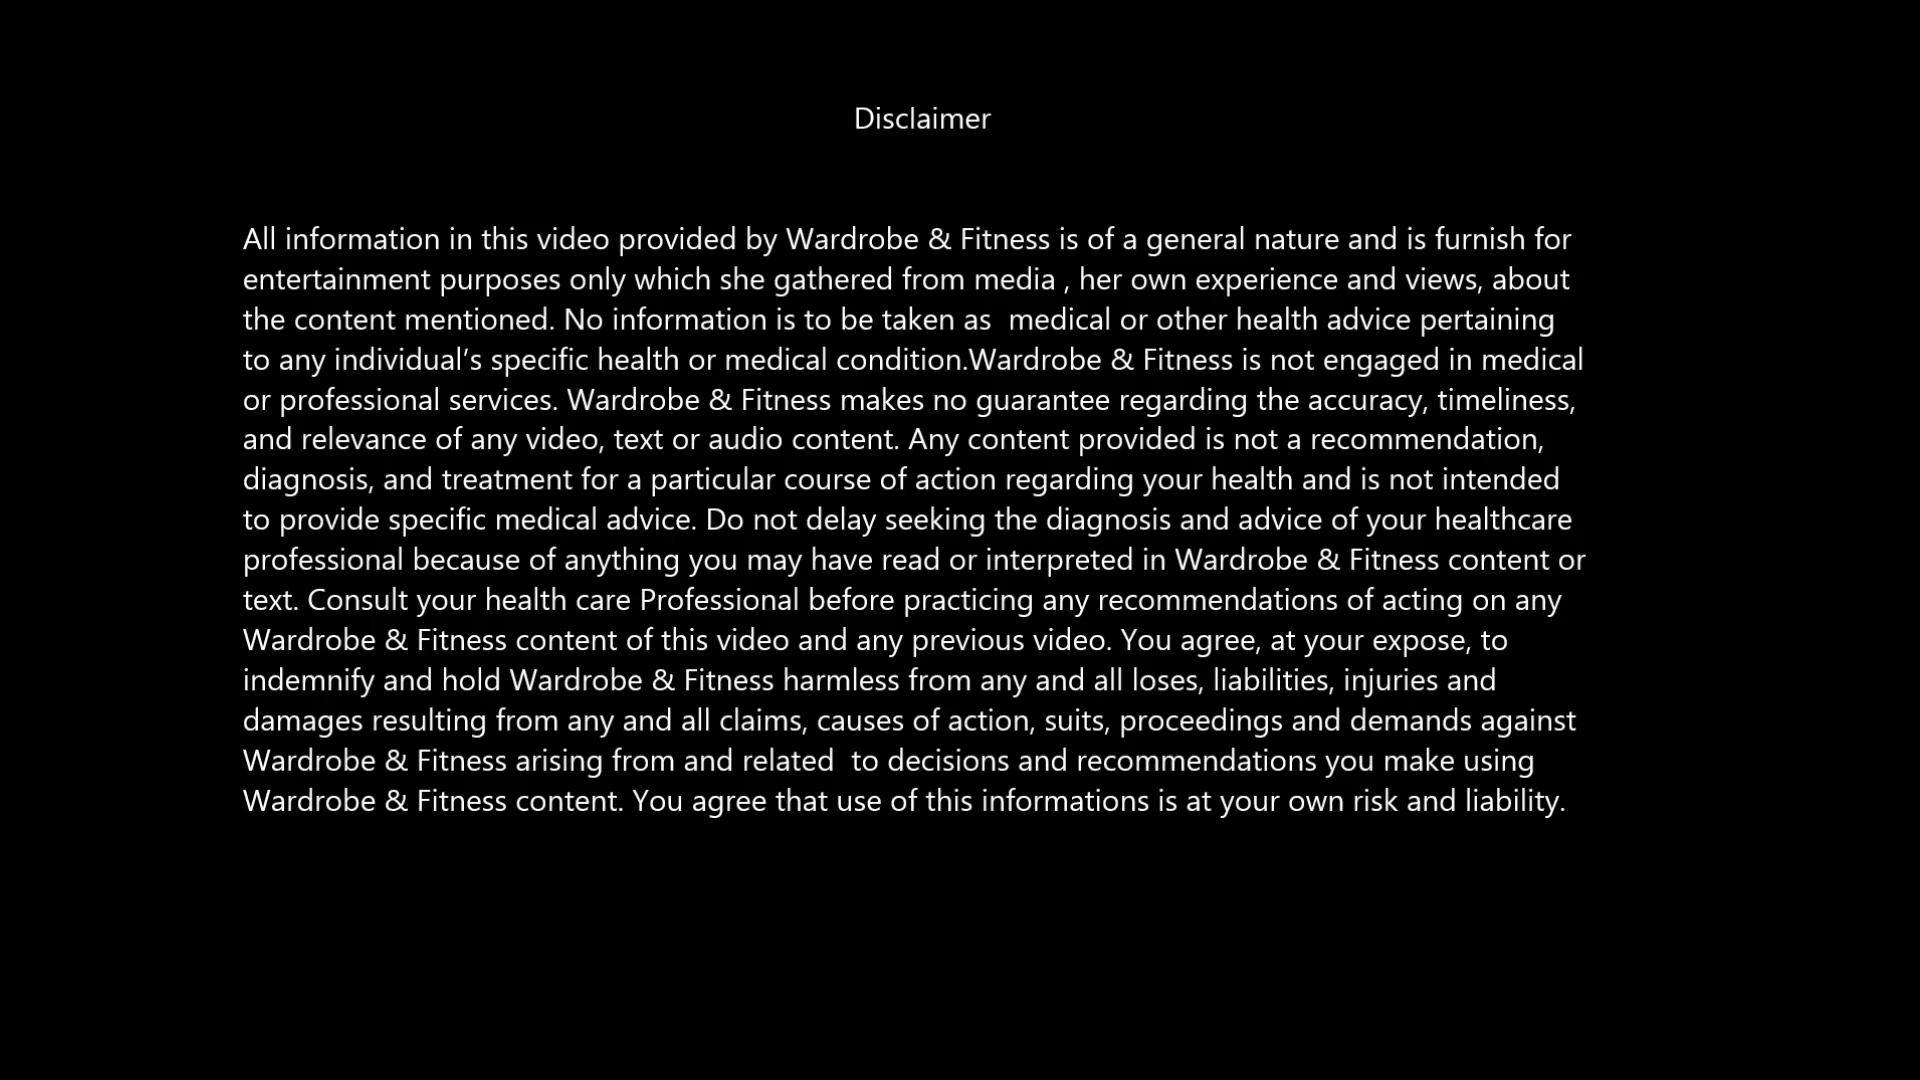 Disclaimer
All information in this video provided by Wardrobe & Fitness is of a general nature and is furnish for
entertainment purposes only which she gathered from media , her own experience and views, about
the content mentioned. No information is to be taken as  medical or other health advice pertaining
to any individual’s specific health or medical condition.Wardrobe & Fitness is not engaged in medical
or professional services. Wardrobe & Fitness makes no guarantee regarding the accuracy, timeliness,
and relevance of any video, text or audio content. Any content provided is not a recommendation,
diagnosis, and treatment for a particular course of action regarding your health and is not intended
to provide specific medical advice. Do not delay seeking the diagnosis and advice of your healthcare
professional because of anything you may have read or interpreted in Wardrobe & Fitness content or
text. Consult your health care Professional before practicing any recommendations of acting on any
Wardrobe & Fitness content of this video and any previous video. You agree, at your expose, to
indemnify and hold Wardrobe & Fitness harmless from any and all loses, liabilities, injuries and
damages resulting from any and all claims, causes of action, suits, proceedings and demands against
Wardrobe & Fitness arising from and related  to decisions and recommendations you make using
Wardrobe & Fitness content. You agree that use of this informations is at your own risk and liability.